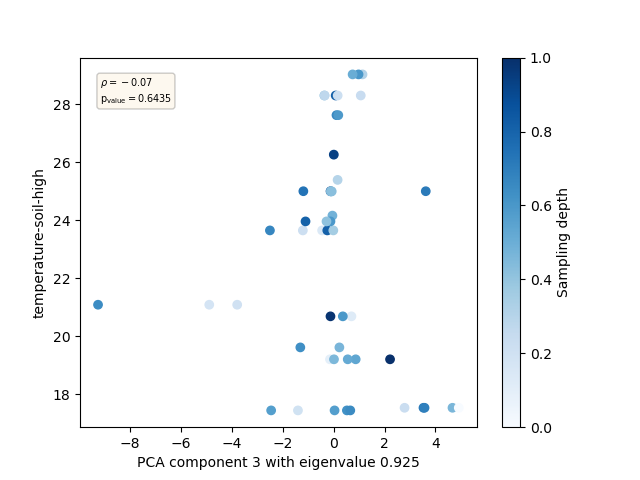 ρ = −0.07
pvalue = 0.6435
28
26
24
22
20
18
temperature-soil-high
−8 −6 −4 −2 0 2 4
PCA component 3 with eigenvalue 0.925
1.0
0.8
0.6
0.4
0.2
0.0
Sampling depth